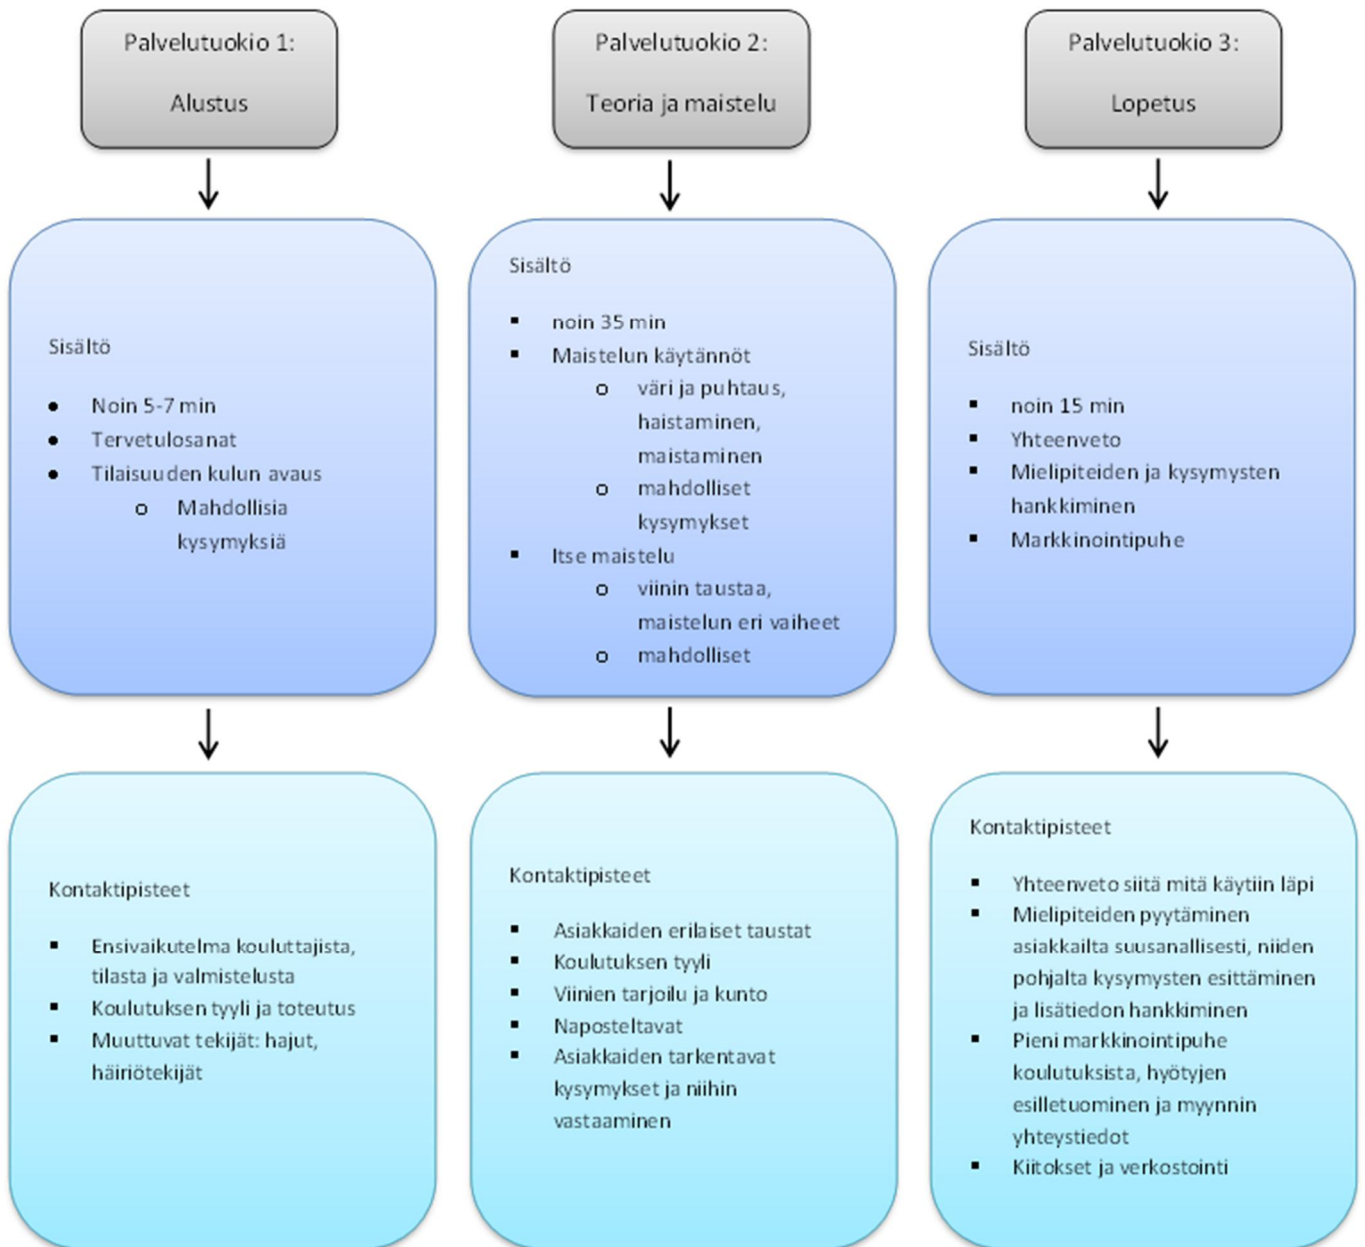 Palvelutuokio 1:
Alustus
Sisältö
● Noin 5-7 min
● Tervetulosanat
● Tilaisuuden kulun avaus
o Mahdollisia
kysymyksiä
Kontaktipisteet
▪ Ensivaikutelma kouluttajista,
tilasta ja valmistelusta
▪ Koulutuksen tyyli ja toteutus
▪ Muuttuvat tekijät: hajut,
häiriötekijät
Palvelutuokio 2:
Teoria ja maistelu
Sisältö
▪ noin 35 min
▪ Maistelun käytännöt
o väri ja puhtaus,
haistaminen,
maistaminen
o mahdolliset
kysymykset
▪ Itse maistelu
o viinin taustaa,
maistelun eri vaiheet
o mahdolliset
Kontaktipisteet
▪ Asiakkaiden erilaiset taustat
▪ Koulutuksen tyyli
▪ Viinien tarjoilu ja kunto
▪ Naposteltavat
▪ Asiakkaiden tarkentavat
kysymykset ja niihin
vastaaminen
Palvelutuokio 3:
Lopetus
Sisältö
▪ noin 15 min
▪ Yhteenveto
▪ Mielipiteiden ja kysymysten
hankkiminen
▪ Markkinointipuhe
Kontaktipisteet
▪ Yhteenveto siitä mitä käytiin läpi
▪ Mielipiteiden pyytäminen
asiakkailta suusanallisesti, niiden
pohjalta kysymysten esittäminen
ja lisätiedon hankkiminen
▪ Pieni markkinointipuhe
koulutuksista, hyötyjen
esilletuominen ja myynnin
yhteystiedot
▪ Kiitokset ja verkostointi